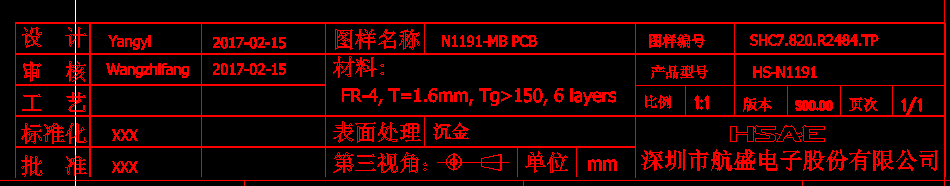 设 计 Yangyi 2017-02-15 图样名称 N1191-MB PCB 图样编号 SHC7.820.R2484.TP
审 核 Wangzhifang 2017-02-15 材料: 产品型号 HS-N1191
工 艺 FR-4, T=1.6mm, Tg>150, 6 layers 比例 1:1 版本 S00.00 页次 1/1
标准化 XXX 表面处理 沉金 HSAE
批 准 XXX 第三视角: 单位 mm 深圳市航盛电子股份有限公司